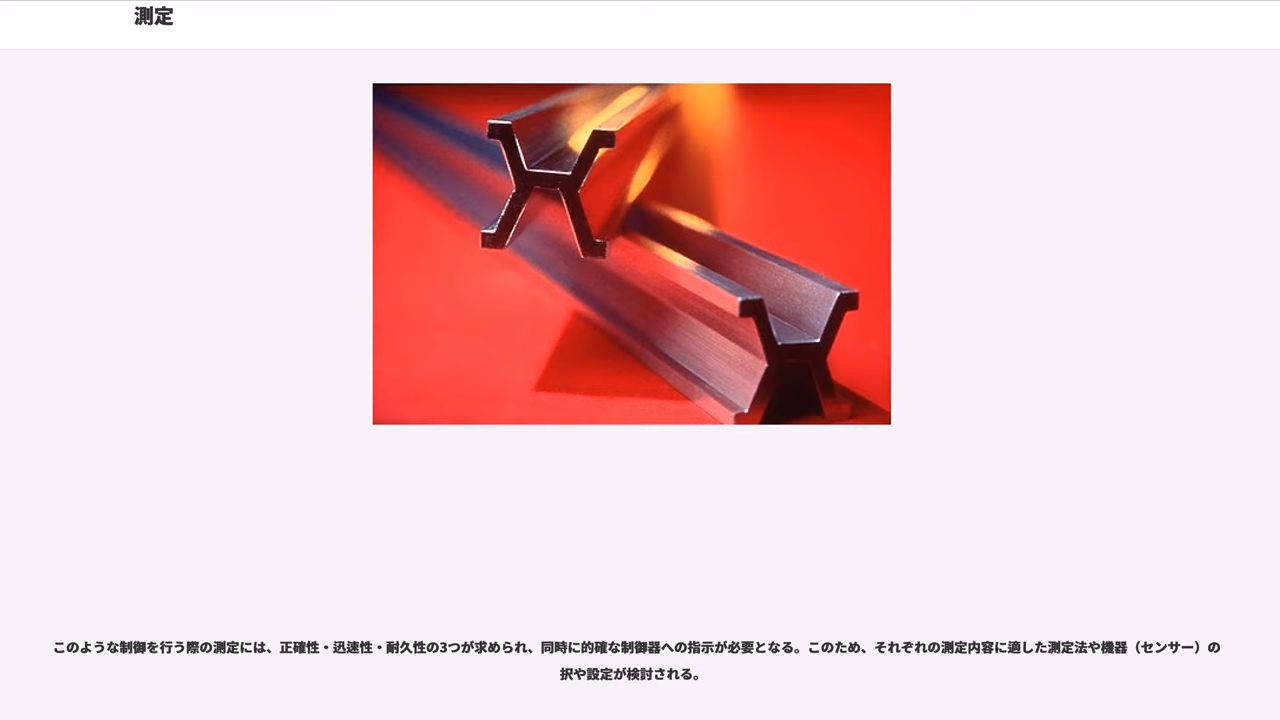 測定
このような制御を行う際の測定には、正確性・迅速性・耐久性の3つが求められ、同時に的確な制御器への指示が必要となる。このため、それぞれの測定内容に適した測定法や機器（センサー）の
択や設定が検討される。